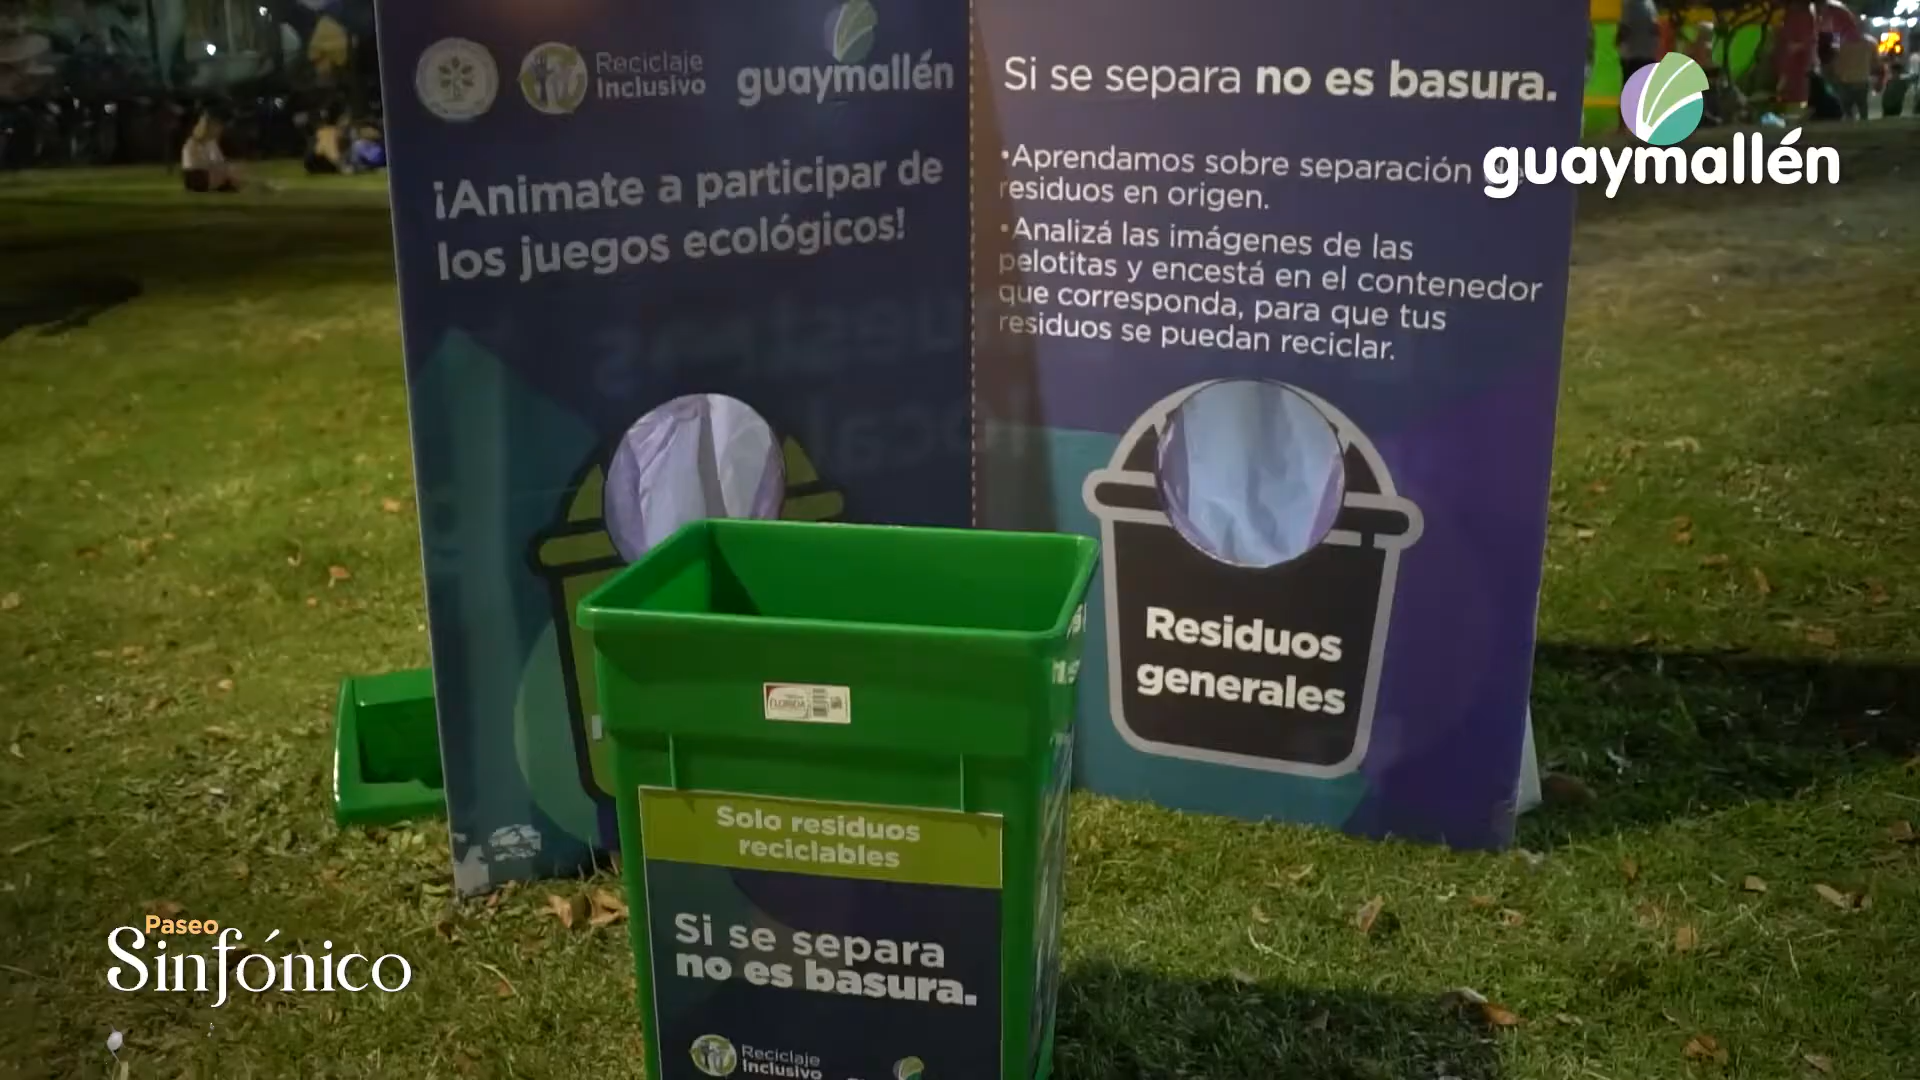 Reciclaje
Inclusivo
guaymallén
¡Animate a participar de
los juegos ecológicos!
Si se separa no es basura.
•Aprendamos sobre separación
residuos en origen.
•Analizá las imágenes de las
pelotitas y encestá en el contenedor
que corresponda, para que tus
residuos se puedan reciclar.
guaymallén
Residuos
generales
FLORIDA
Solo residuos
reciclables
Si se separa
no es basura.
Reciclaje
Inclusivo
Paseo
Sinfónico